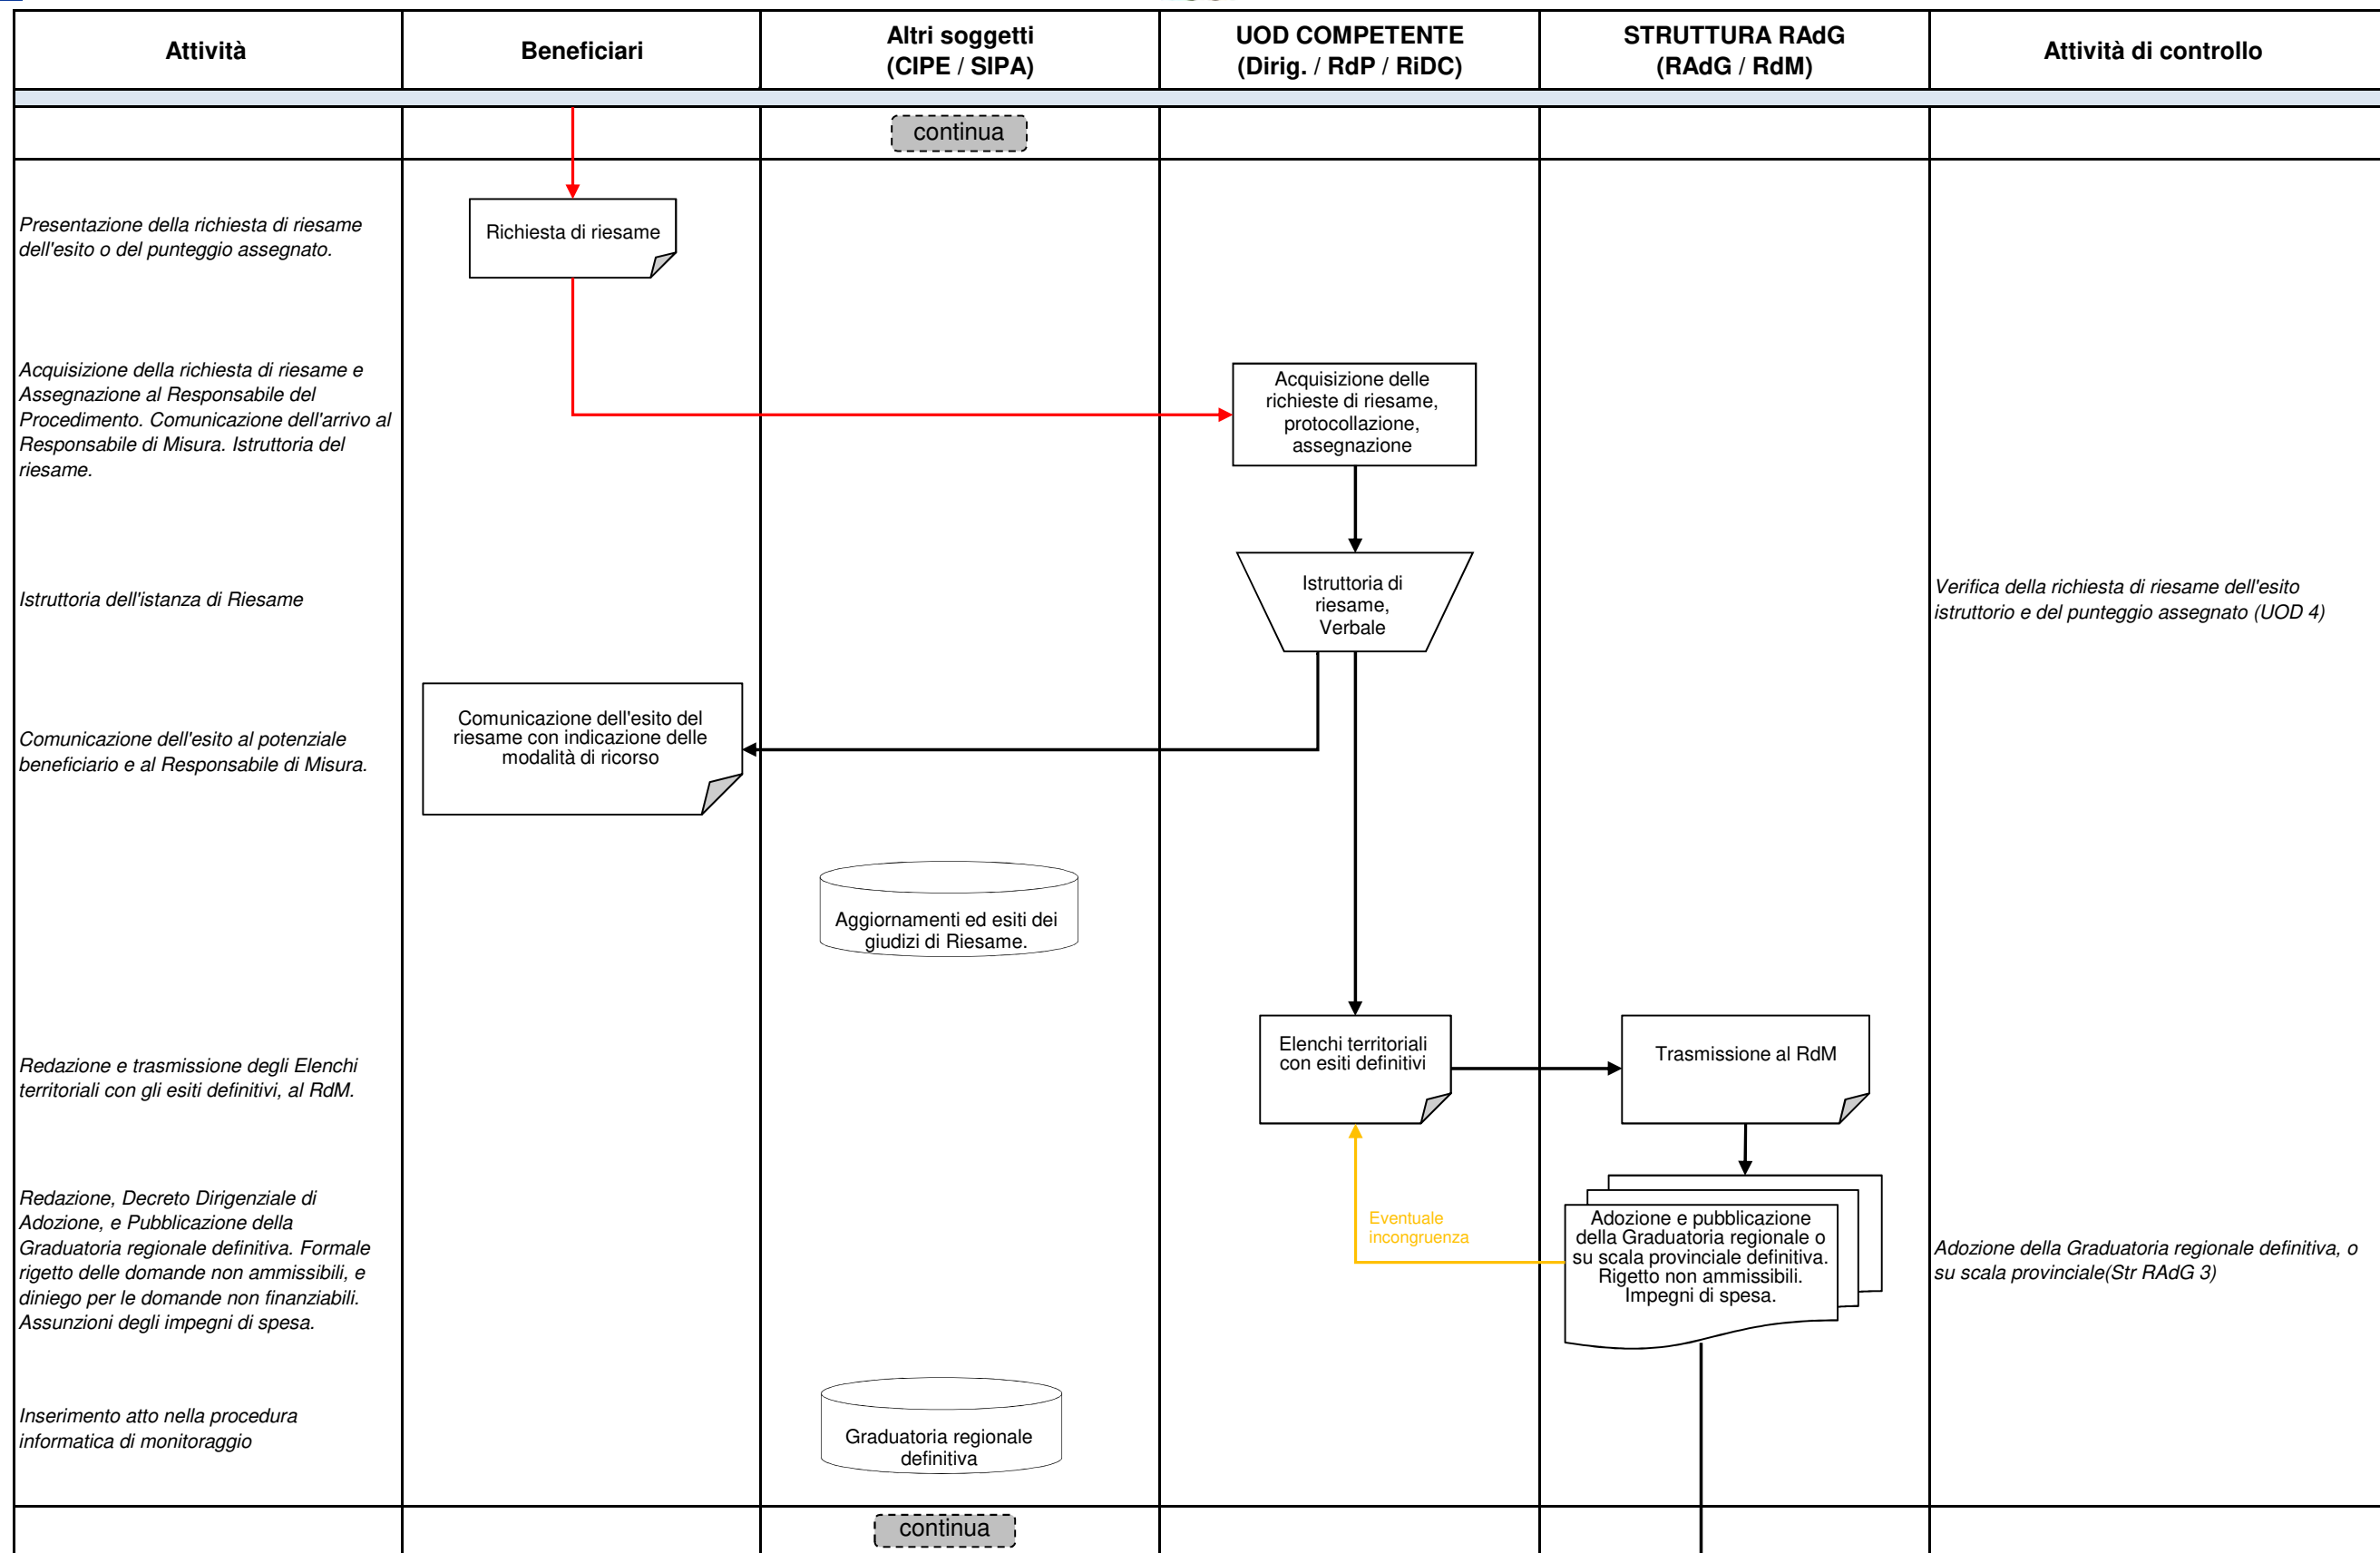 Attività
Beneficiari
Altri soggetti
(CIPE / SIPA)
UOD COMPETENTE
(Dirig. / RdP / RiDC)
STRUTTURA RAdG
(RAdG / RdM)
Attività di controllo
continua
Presentazione della richiesta di riesame
dell'esito o del punteggio assegnato.
Richiesta di riesame
Acquisizione della richiesta di riesame e
Assegnazione al Responsabile del
Procedimento. Comunicazione dell'arrivo al
Responsabile di Misura. Istruttoria del
riesame.
Acquisizione delle
richieste di riesame,
protocollazione,
assegnazione
Istruttoria dell'istanza di Riesame
Istruttoria di
riesame,
Verbale
Verifica della richiesta di riesame dell'esito
istruttorio e del punteggio assegnato (UOD 4)
Comunicazione dell'esito al potenziale
beneficiario e al Responsabile di Misura.
Comunicazione dell'esito del
riesame con indicazione delle
modalità di ricorso
Aggiornamenti ed esiti dei
giudizi di Riesame.
Redazione e trasmissione degli Elenchi
territoriali con gli esiti definitivi, al RdM.
Elenchi territoriali
con esiti definitivi
Trasmissione al RdM
Redazione, Decreto Dirigenziale di
Adozione, e Pubblicazione della
Graduatoria regionale definitiva. Formale
rigetto delle domande non ammissibili, e
diniego per le domande non finanziabili.
Assunzioni degli impegni di spesa.
Eventuale
incongruenza
Adozione e pubblicazione
della Graduatoria regionale o
su scala provinciale definitiva.
Rigetto non ammissibili.
Impegni di spesa.
Adozione della Graduatoria regionale definitiva, o
su scala provinciale(Str RAdG 3)
Inserimento atto nella procedura
informatica di monitoraggio
Graduatoria regionale
definitiva
continua